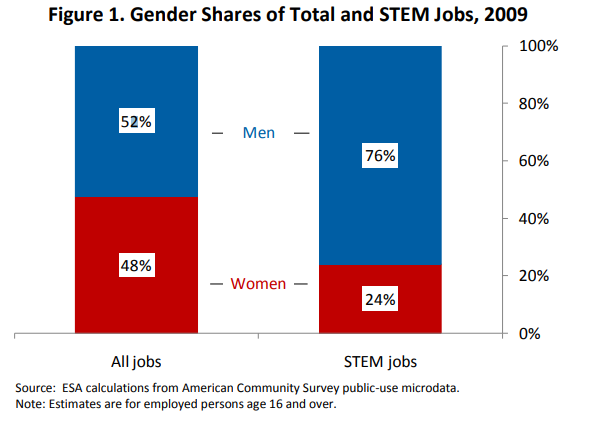 Figure 1. Gender Shares of Total and STEM Jobs, 2009
100%
80%
60%
40%
20%
0%
52%
Men
76%
48%
Women
24%
All jobs
STEM jobs
Source: ESA calculations from American Community Survey public-use microdata.
Note: Estimates are for employed persons age 16 and over.